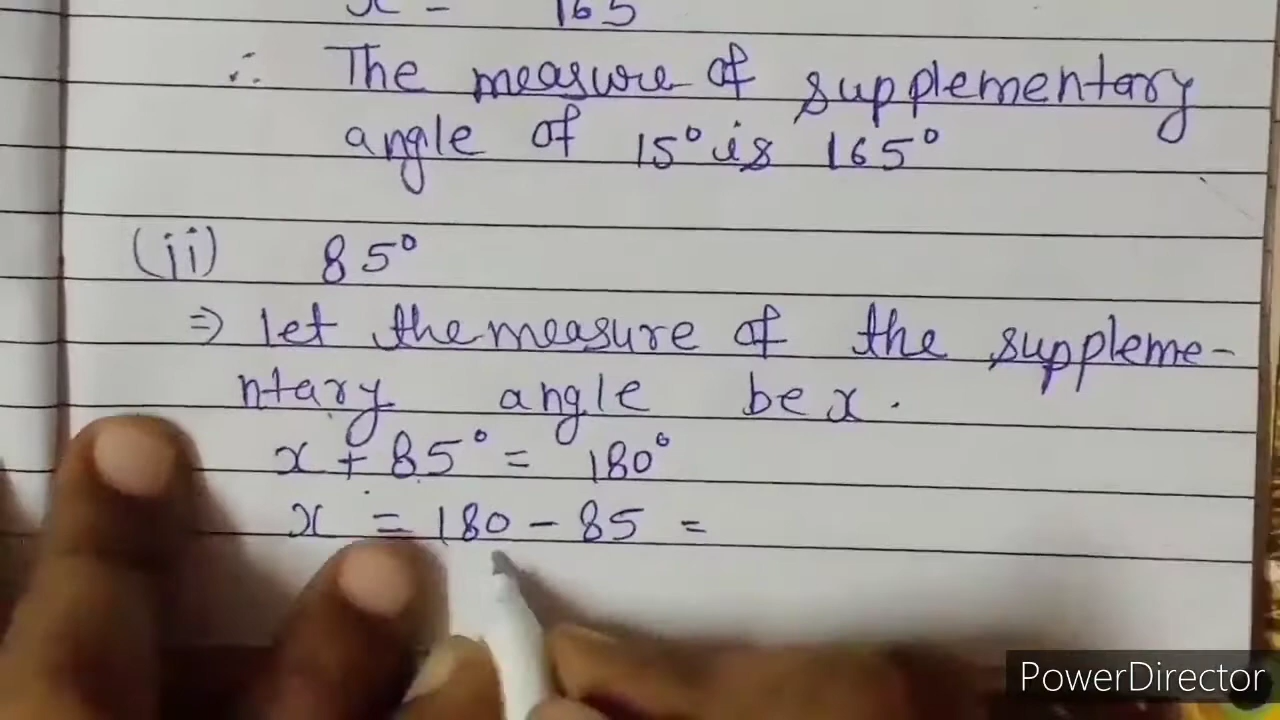 x = 165
∴ The measure of supplementary
angle of 15° is 165°
(ii) 85°
⇒ let the measure of the suppleme-
ntary angle be x.
x + 85° = 180°
x = 180 - 85 =
PowerDirector